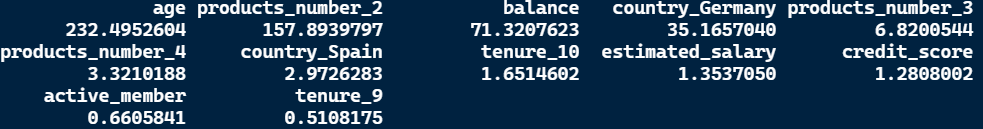 age products_number_2 balance country_Germany products_number_3
232.4952604 157.8939797 71.3207623 35.1657040 6.8200544
products_number_4 country_Spain tenure_10 estimated_salary credit_score
3.3210188 2.9726283 1.6514602 1.3537050 1.2808002
active_member tenure_9
0.6605841 0.5108175